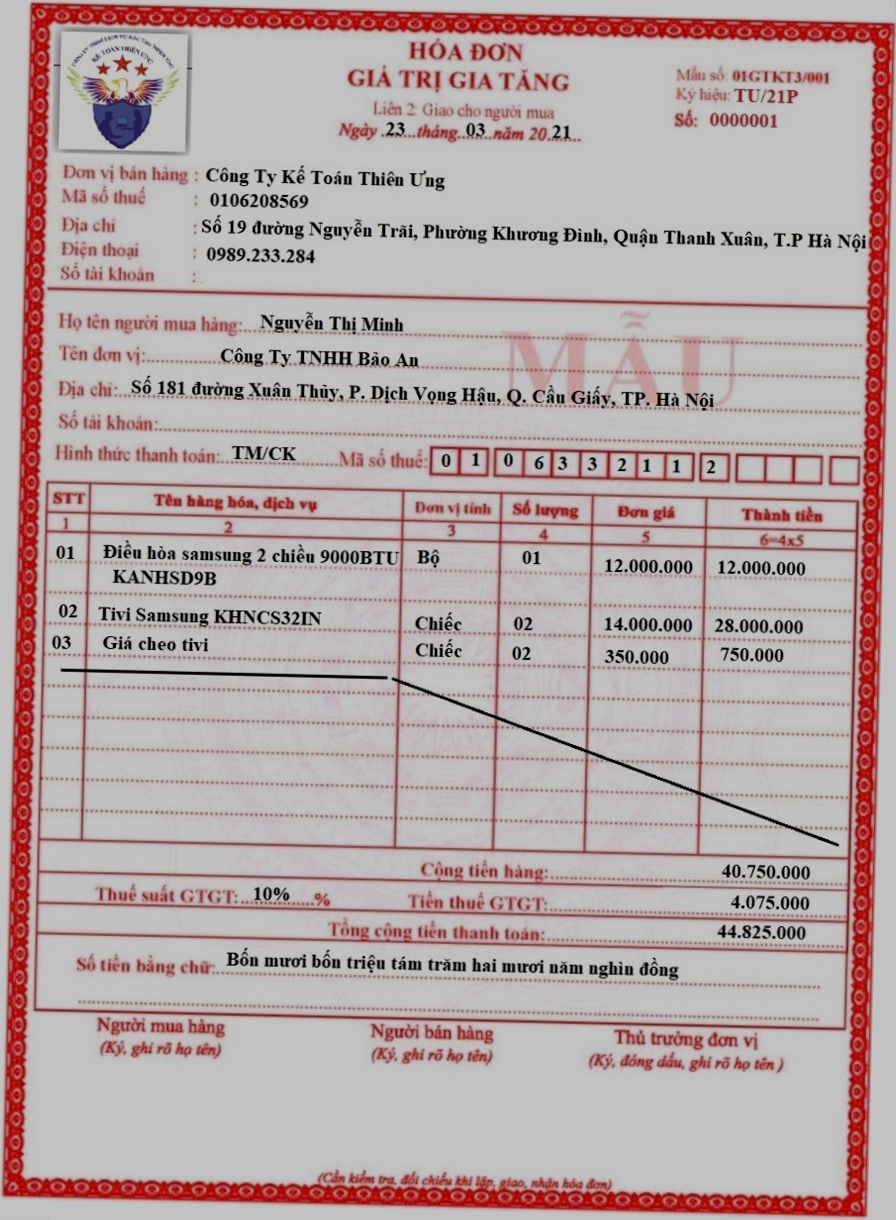 CÔNG TY TNHH DỊCH VỤ ĐÀO TẠO THIÊN ƯNG
KẾ TOÁN THIÊN ƯNG
HÓA ĐƠN
GIÁ TRỊ GIA TĂNG
Liên 2: Giao cho người mua
Ngày .23...tháng..03..năm 20.21...
Mẫu số: 01GTKT3/001
Ký hiệu: TU/21P
Số: 0000001
Đơn vị bán hàng : Công Ty Kế Toán Thiên Ưng
Mã số thuế : 0106208569
Địa chỉ : Số 19 đường Nguyễn Trãi, Phường Khương Đình, Quận Thanh Xuân, T.P Hà Nội
Điện thoại : 0989.233.284
Số tài khoản :
Họ tên người mua hàng: Nguyễn Thị Minh
MẪU
Tên đơn vị: Công Ty TNHH Bảo An
Địa chỉ: Số 181 đường Xuân Thủy, P. Dịch Vọng Hậu, Q. Cầu Giấy, TP. Hà Nội
Số tài khoản:
Hình thức thanh toán: TM/CK Mã số thuế: 0 1 0 6 3 3 2 1 1 2
STT Tên hàng hóa, dịch vụ Đơn vị tính Số lượng Đơn giá Thành tiền
1 2 3 4 5 6=4x5
01 Điều hòa samsung 2 chiều 9000BTU Bộ 01 12.000.000 12.000.000
KANHSD9B
02 Tivi Samsung KHNCS32IN Chiếc 02 14.000.000 28.000.000
03 Giá cheo tivi Chiếc 02 350.000 750.000
Cộng tiền hàng: 40.750.000
Thuế suất GTGT: 10% % Tiền thuế GTGT: 4.075.000
Tổng cộng tiền thanh toán: 44.825.000
Số tiền bằng chữ: Bốn mươi bốn triệu tám trăm hai mươi năm nghìn đồng
Người mua hàng Người bán hàng Thủ trưởng đơn vị
(Ký, ghi rõ họ tên) (Ký, ghi rõ họ tên) (Ký, đóng dấu, ghi rõ họ tên )
(Cần kiểm tra, đối chiếu khi lập, giao, nhận hóa đơn)